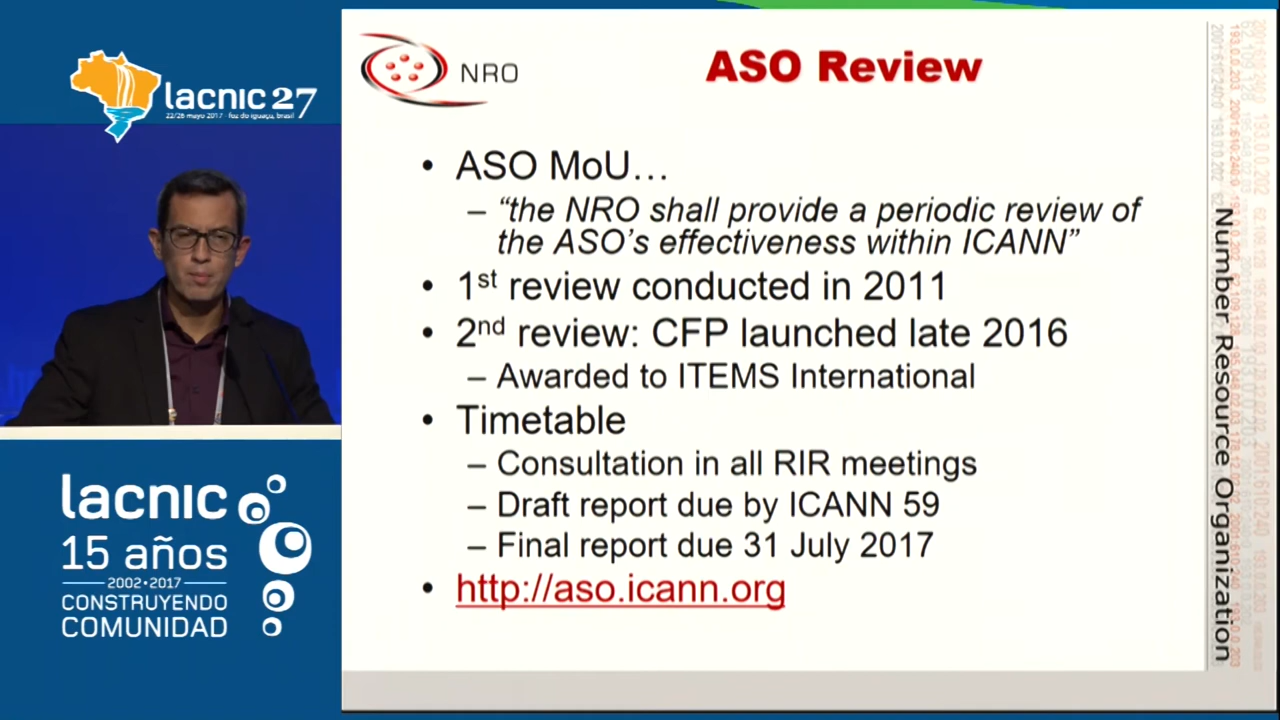 lacnic 27
22/26 mayo 2017 - foz do iguaçu, brasil
lacnic
15 años
2002•2017
CONSTRUYENDO
COMUNIDAD
NRO
ASO Review
• ASO MoU…
– “the NRO shall provide a periodic review of
the ASO’s effectiveness within ICANN”
• 1st review conducted in 2011
• 2nd review: CFP launched late 2016
– Awarded to ITEMS International
• Timetable
– Consultation in all RIR meetings
– Draft report due by ICANN 59
– Final report due 31 July 2017
• http://aso.icann.org
Number Resource Organization